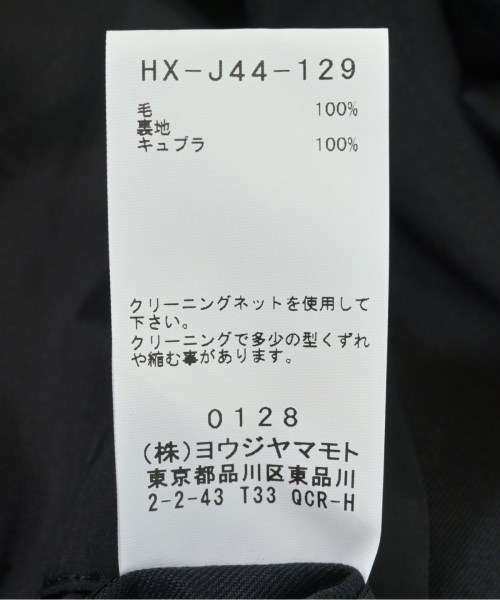 HX-J44-129
毛 100%
裏地
キュプラ 100%
クリーニングネットを使用して
下さい。
クリーニングで多少の型くずれ
や縮む事があります。
0128
(株)ヨウジヤマモト
東京都品川区東品川
2-2-43 T33 QCR-H